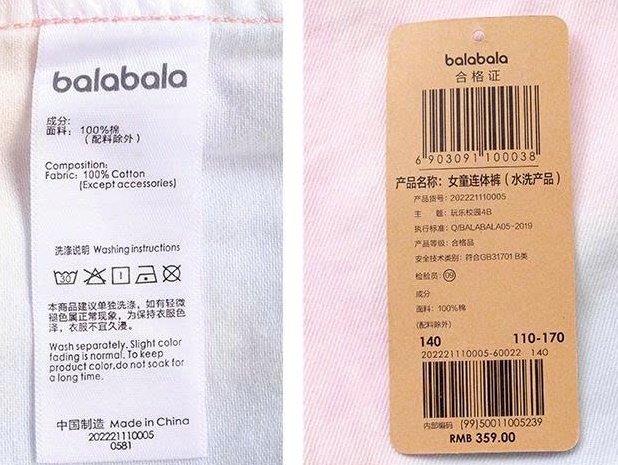 balabala
成分:
面料: 100%棉
(配料除外)
Composition:
Fabric: 100% Cotton
(Except accessories)
洗涤说明 Washing instructions
30
本商品建议单独洗涤, 如有轻微
褪色属正常现象, 为保持衣服色
泽, 衣服不宜久浸。
Wash separately, Slight color
fading is normal. To keep
product color,do not soak for
a long time.
中国制造 Made in China
202221110005
0581
balabala
合格证
6 903091 100038
产品名称: 女童连体裤 (水洗产品)
产品货号: 202221110005
主 题: 玩乐校园4B
执行标准: Q/BALABALA05-2019
产品等级: 合格品
安全技术类别: 符合GB31701 B类
检验员: 09
成分
面料: 100%棉
(配料除外)
140 110-170
202221110005-60022 140
内部编码 (99)50011005239
RMB 359.00